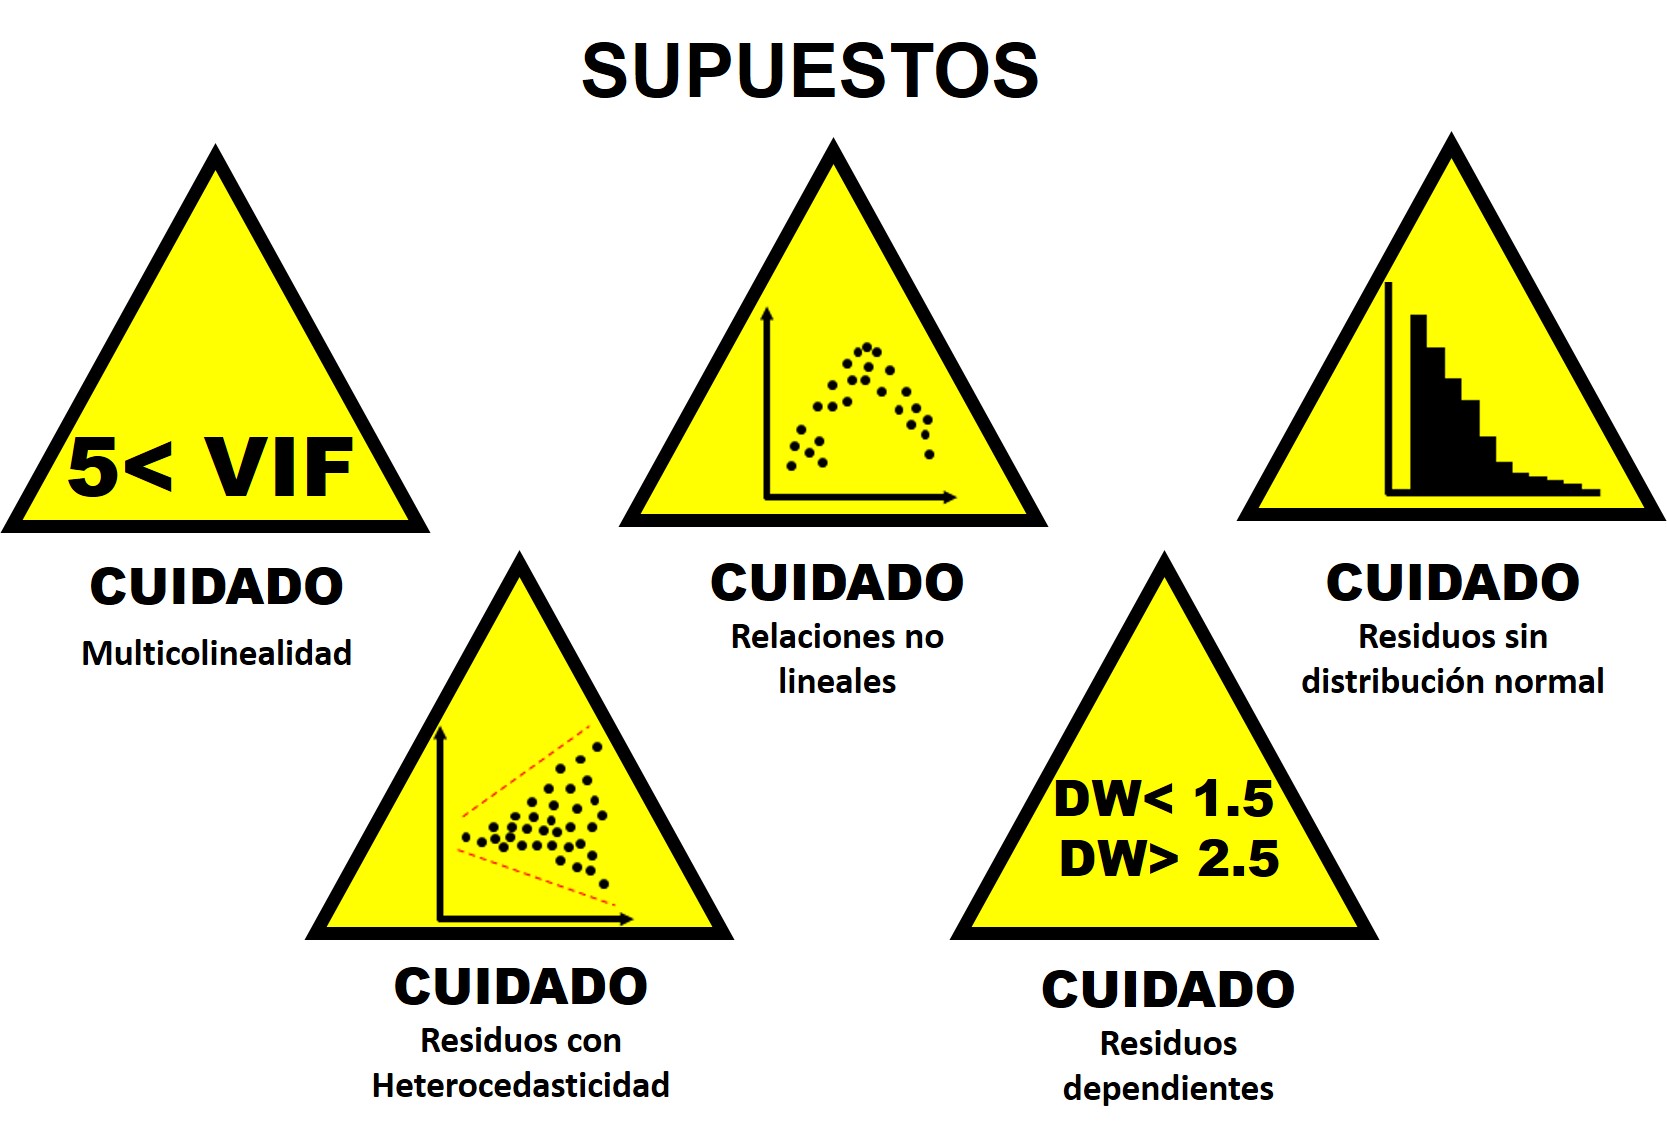 SUPUESTOS
5< VIF
CUIDADO
Multicolinealidad
CUIDADO
Relaciones no
lineales
CUIDADO
Residuos sin
distribución normal
CUIDADO
Residuos con
Heterocedasticidad
DW< 1.5
DW> 2.5
CUIDADO
Residuos
dependientes